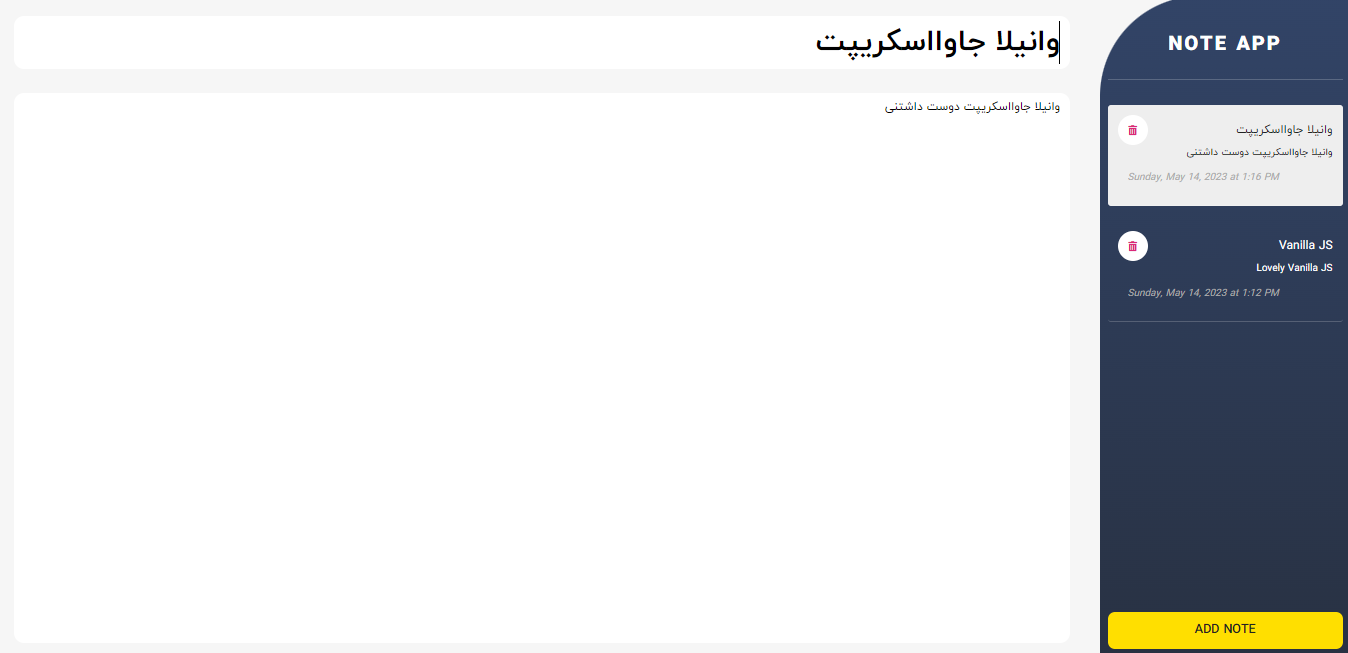 وانیلا جاوااسکریپت
وانیلا جاوااسکریپت دوست داشتنی
NOTE APP
وانیلا جاوااسکریپت
وانیلا جاوااسکریپت دوست داشتنی
Sunday, May 14, 2023 at 1:16 PM
Vanilla JS
Lovely Vanilla JS
Sunday, May 14, 2023 at 1:12 PM
ADD NOTE